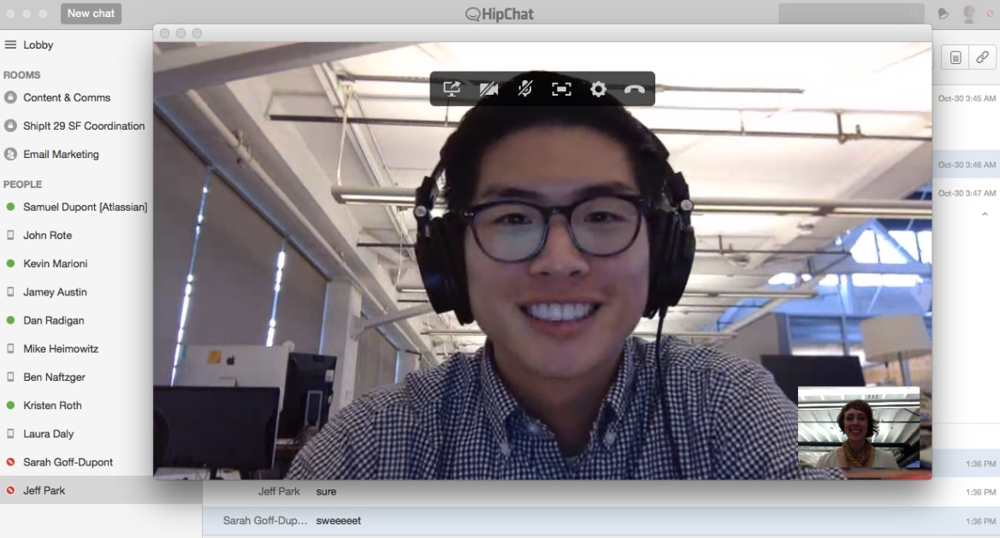 New chat
HipChat
Lobby
ROOMS
Content & Comms
ShipIt 29 SF Coordination
Email Marketing
PEOPLE
Samuel Dupont [Atlassian]
John Rote
Kevin Marioni
Jamey Austin
Dan Radigan
Mike Heimowitz
Ben Naftzger
Kristen Roth
Laura Daly
Sarah Goff-Dupont
Jeff Park
Oct-30 3:45 AM
Oct-30 3:46 AM
Oct-30 3:47 AM
1:36 PM
Jeff Park sure 1:36 PM
Sarah Goff-Dup... sweeeeet 1:36 PM